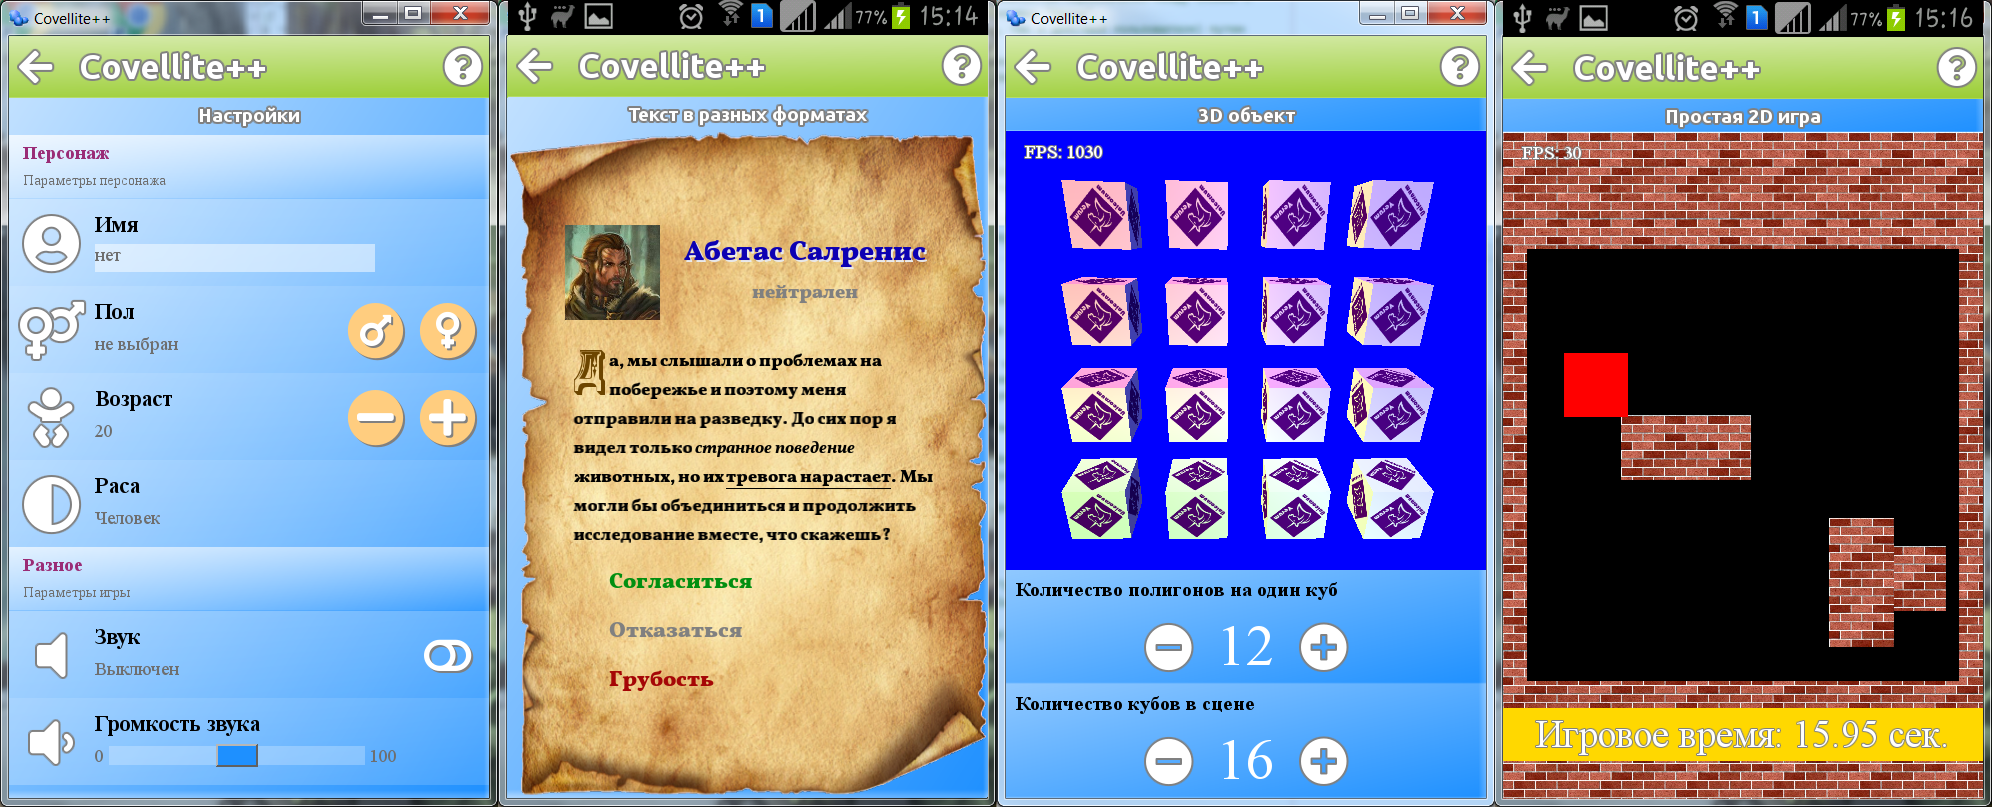 Covellite++
Covellite++
?
Настройки
Персонаж
Параметры персонажа
Имя
нет
Пол
не выбран
Возраст
20
Раса
Человек
Разное
Параметры игры
Звук
Выключен
Громкость звука
0 100
1 77% 15:14
Covellite++
?
Текст в разных форматах
Абетас Салренис
нейтрален
Да, мы слышали о проблемах на
побережье и поэтому меня
отправили на разведку. До сих пор я
видел только странное поведение
животных, но их тревога нарастает. Мы
могли бы объединиться и продолжить
исследование вместе, что скажешь?
Согласиться
Отказаться
Грубость
Covellite++
Covellite++
?
3D объект
FPS: 1030
Количество полигонов на один куб
12
Количество кубов в сцене
16
1 77% 15:16
Covellite++
?
Простая 2D игра
FPS: 30
Игровое время: 15.95 сек.